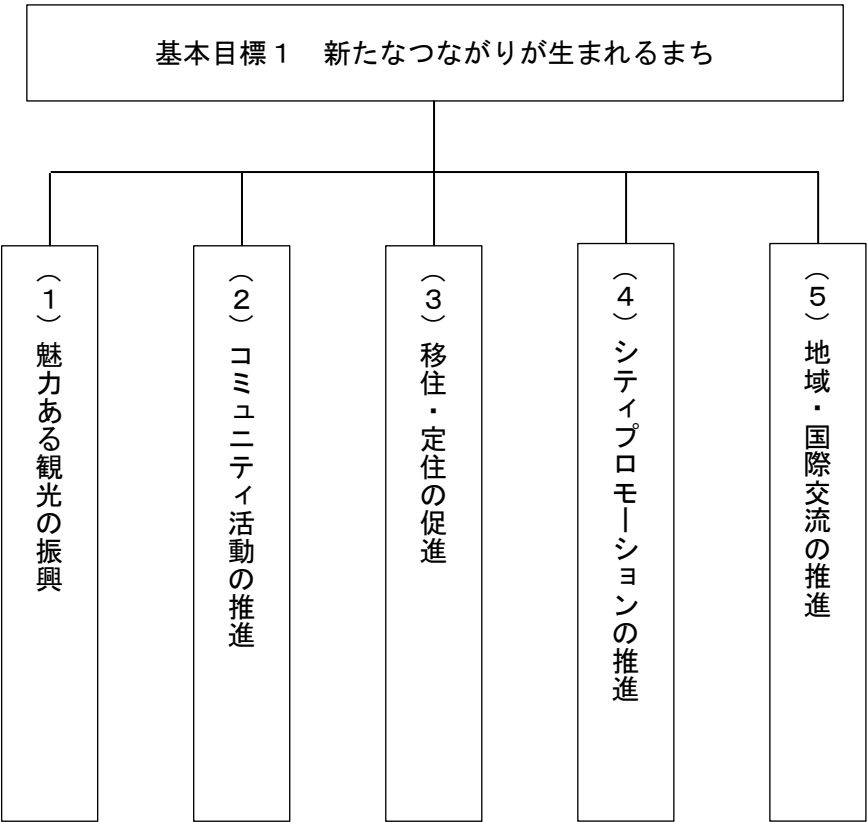 基本目標１　新たなつながりが生まれるまち
（１）魅力ある観光の振興
（２）コミュニティ活動の推進
（３）移住・定住の促進
（４）シティプロモーションの推進
（５）地域・国際交流の推進